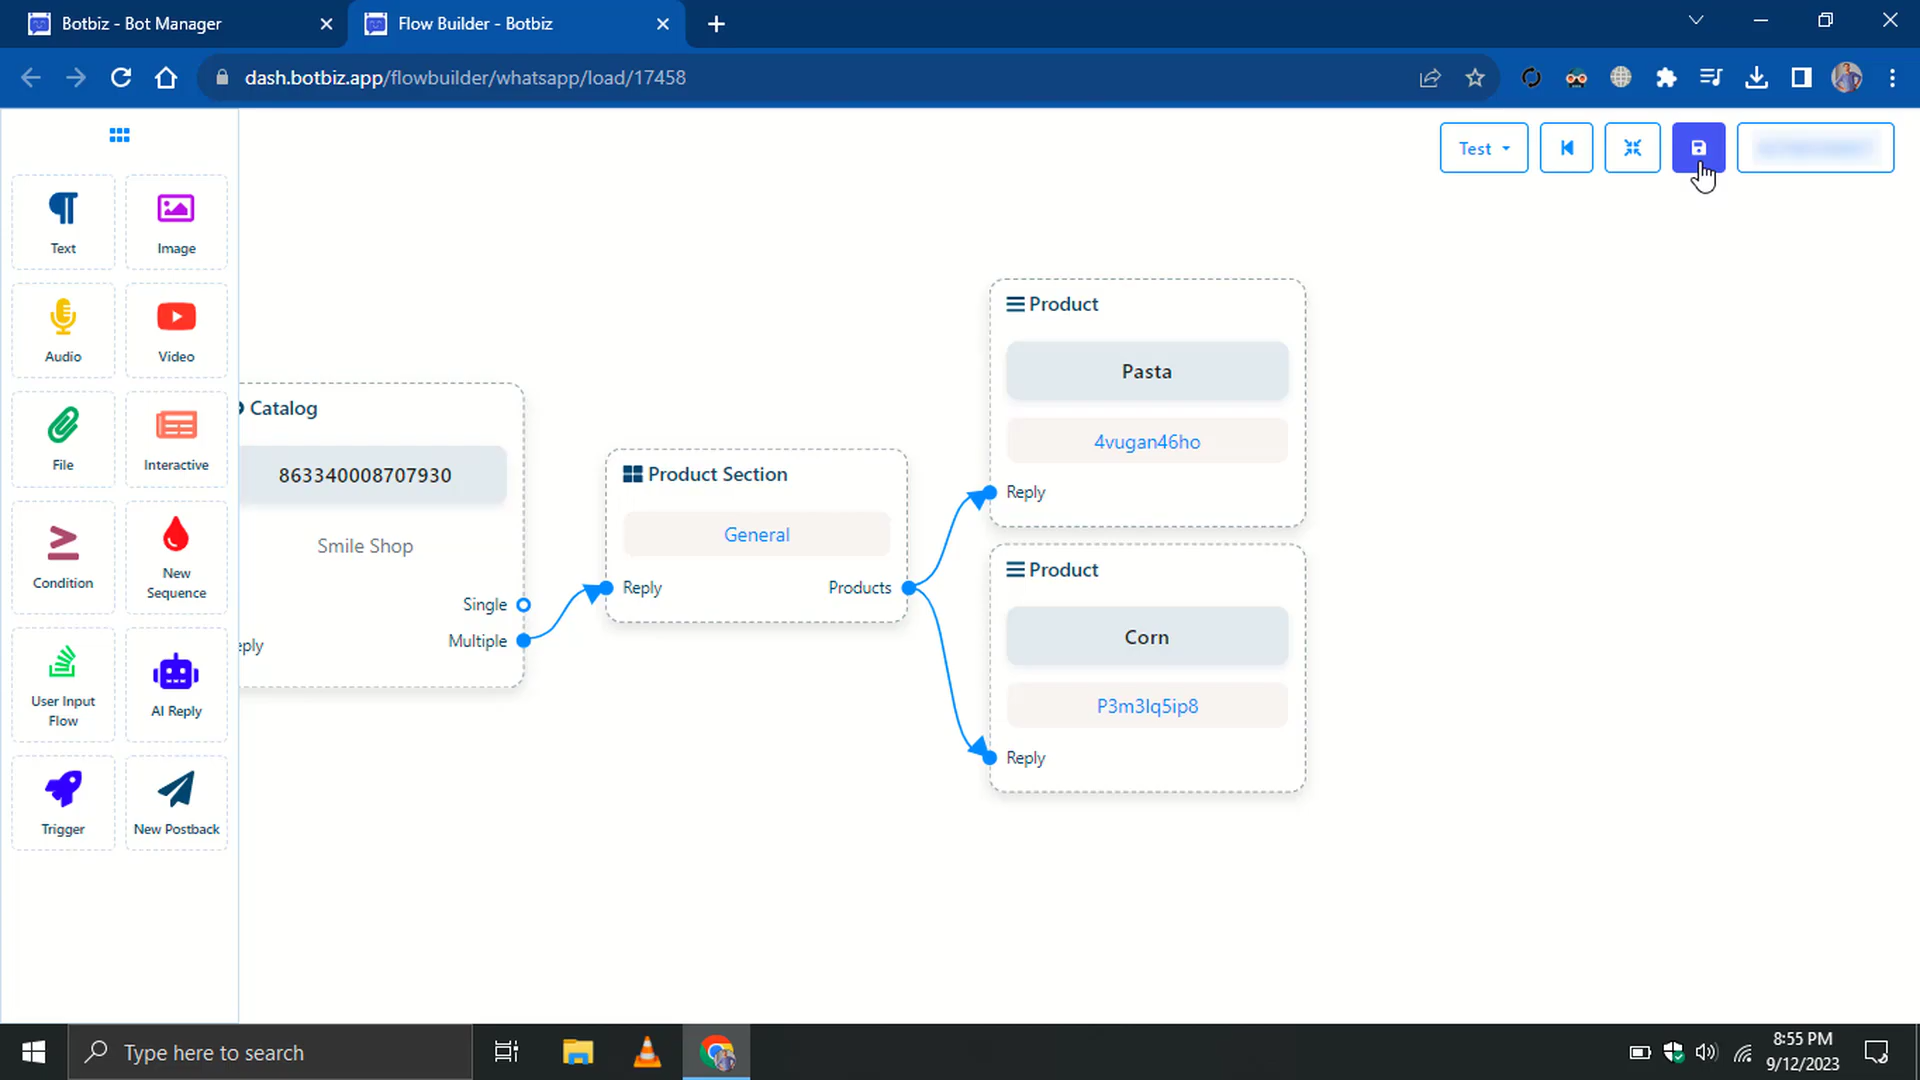 Botbiz - Bot Manager
Flow Builder - Botbiz
dash.botbiz.app/flowbuilder/whatsapp/load/17458
Test
Text
Image
Audio
Video
File
Interactive
Condition
New
Sequence
User Input
Flow
AI Reply
Trigger
New Postback
Catalog
863340008707930
Smile Shop
Single
Multiple
eply
Product Section
General
Reply
Products
Product
Pasta
4vugan46ho
Reply
Product
Corn
P3m3lq5ip8
Reply
Type here to search
8:55 PM
9/12/2023